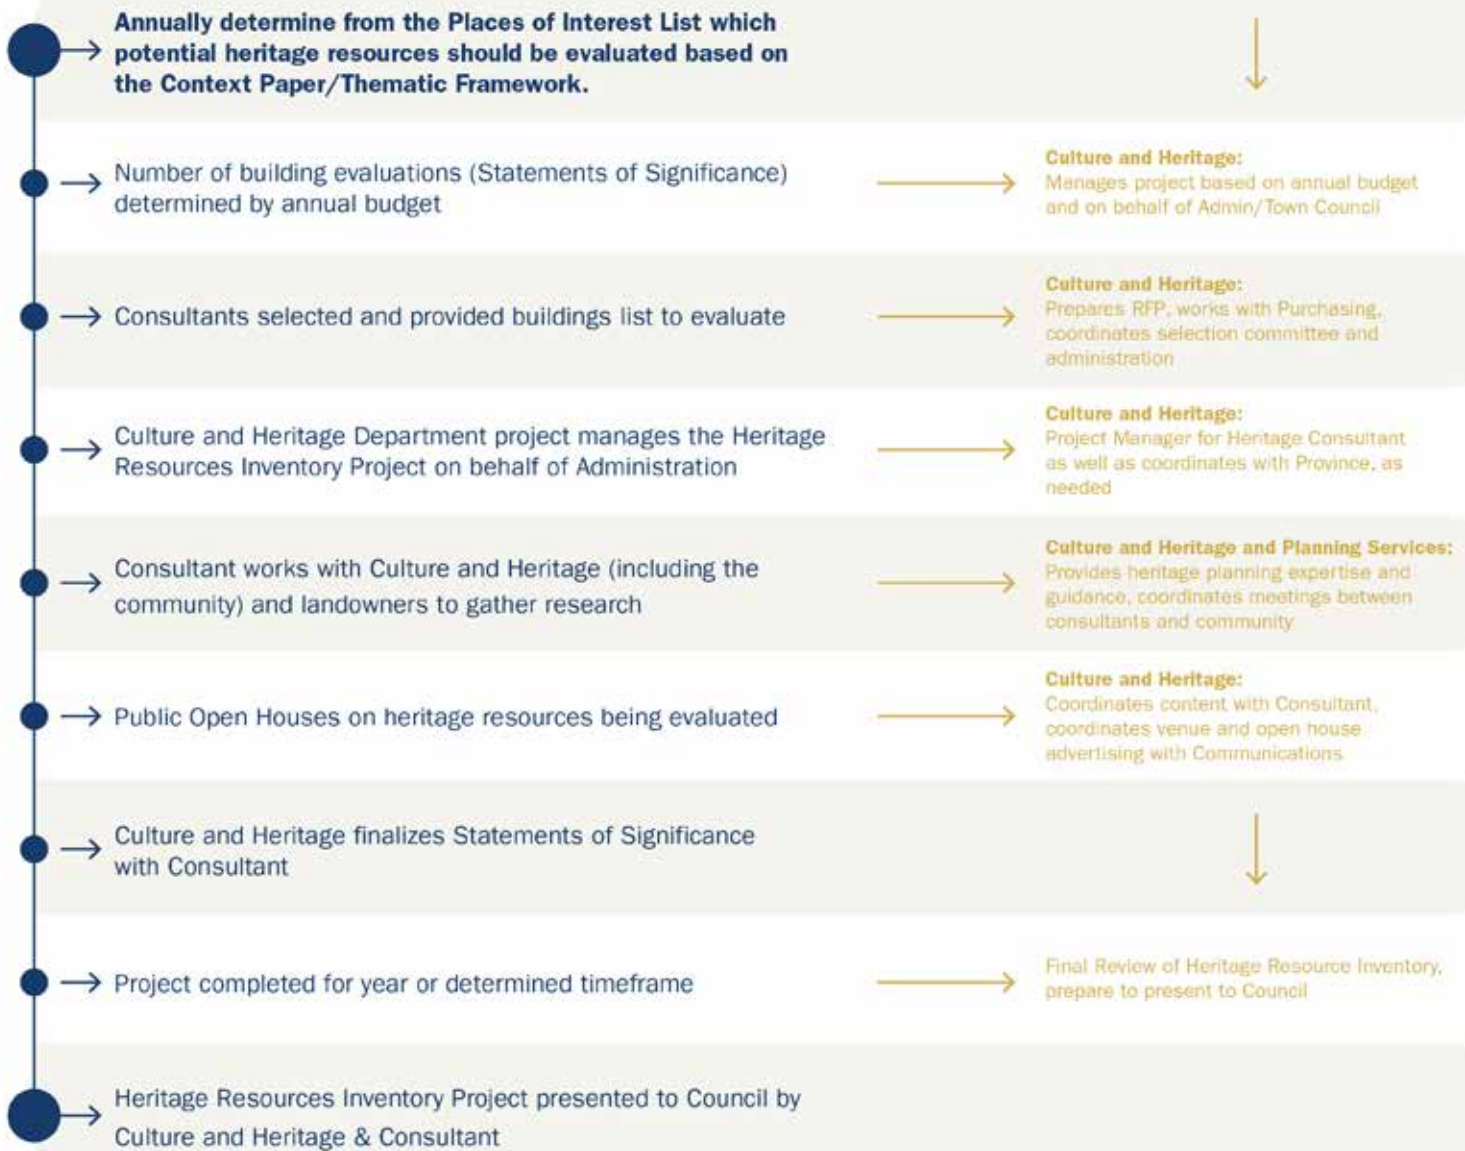 Annually determine from the Places of Interest List which
potential heritage resources should be evaluated based on
the Context Paper/Thematic Framework.
Number of building evaluations (Statements of Significance)
determined by annual budget
Culture and Heritage:
Manages project based on annual budget
and on behalf of Admin/Town Council
Consultants selected and provided buildings list to evaluate
Culture and Heritage:
Prepares RFP, works with Purchasing,
coordinates selection committee and
administration
Culture and Heritage Department project manages the Heritage
Resources Inventory Project on behalf of Administration
Culture and Heritage:
Project Manager for Heritage Consultant
as well as coordinates with Province, as
needed
Consultant works with Culture and Heritage (including the
community) and landowners to gather research
Culture and Heritage and Planning Services:
Provides heritage planning expertise and
guidance, coordinates meetings between
consultants and community
Public Open Houses on heritage resources being evaluated
Culture and Heritage:
Coordinates content with Consultant,
coordinates venue and open house
advertising with Communications
Culture and Heritage finalizes Statements of Significance
with Consultant
Project completed for year or determined timeframe
Final Review of Heritage Resource Inventory,
prepare to present to Council
Heritage Resources Inventory Project presented to Council by
Culture and Heritage & Consultant